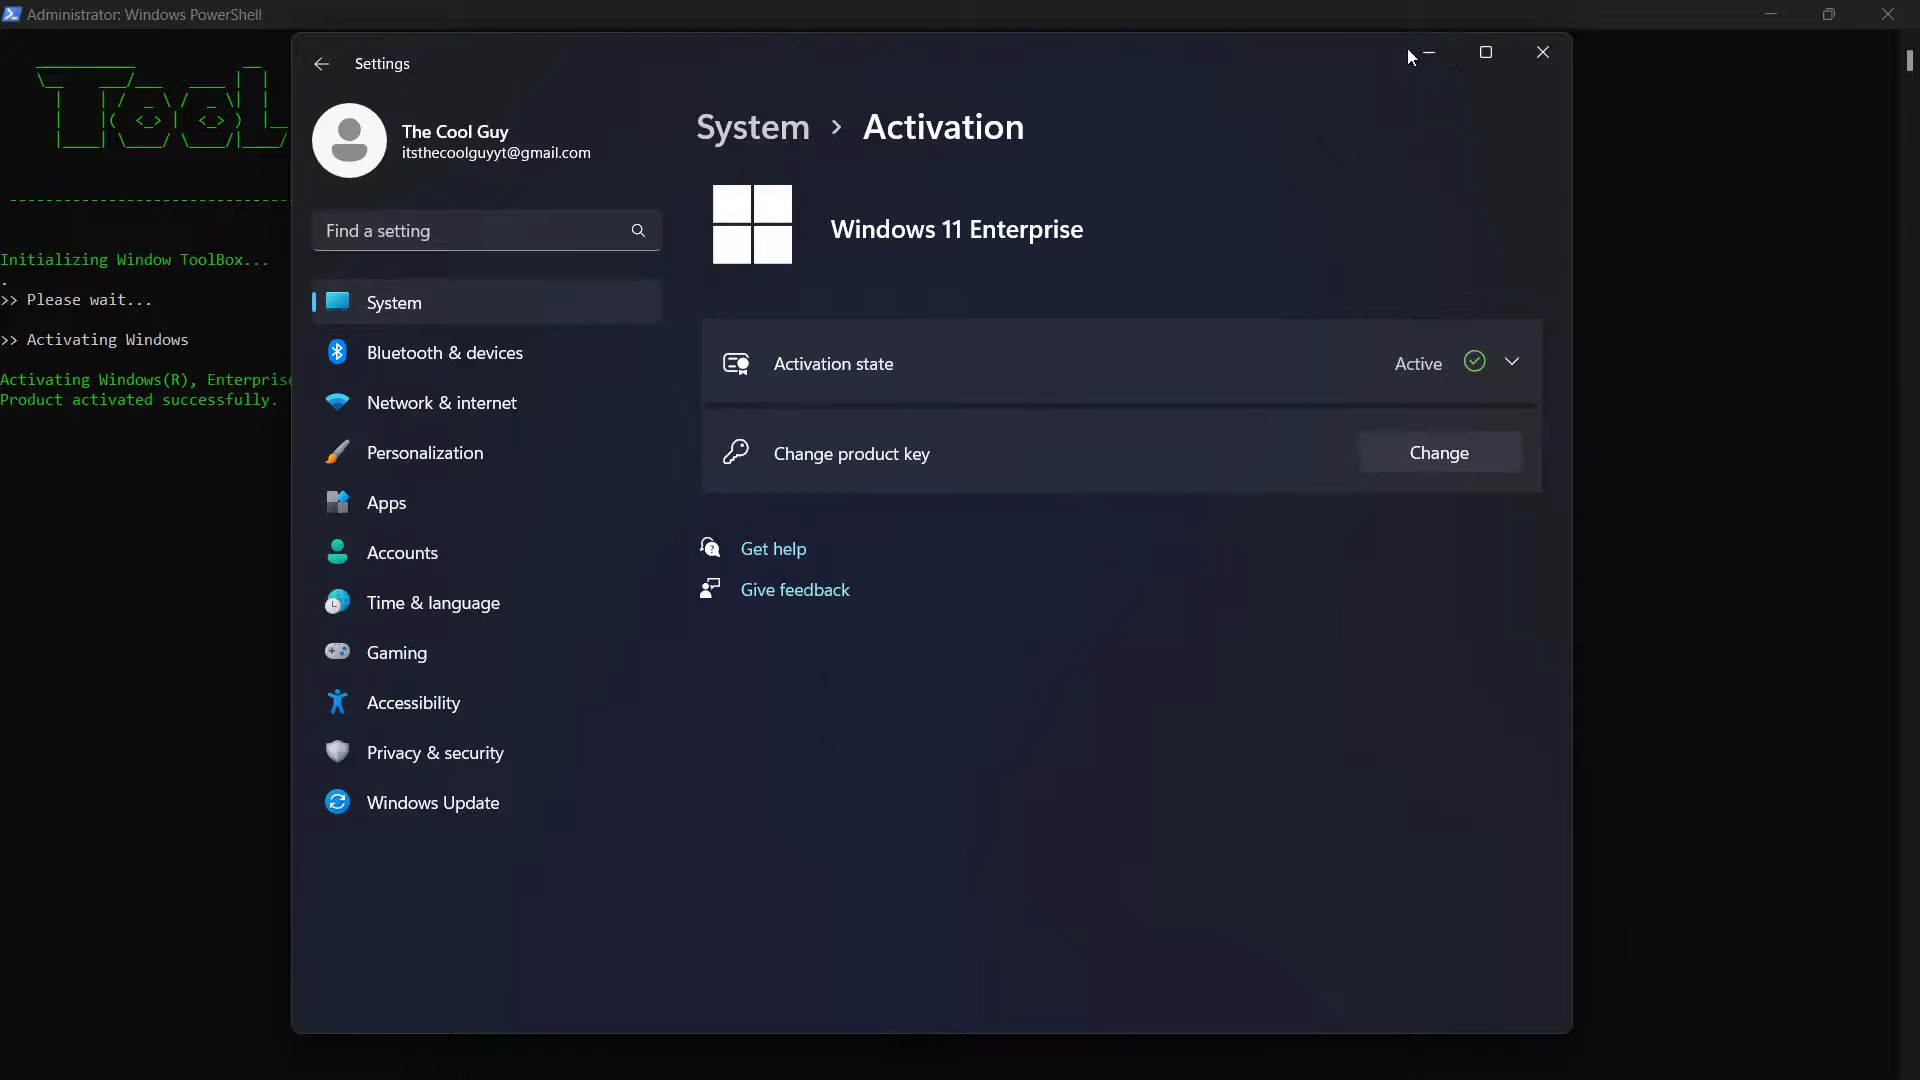 Administrator: Windows PowerShell
Tool
Initializing Window ToolBox...
.
>> Please wait...
>> Activating Windows
Activating Windows(R), Enterprise
Product activated successfully.
Settings
The Cool Guy
itsthecoolguyyt@gmail.com
Find a setting
System
Bluetooth & devices
Network & internet
Personalization
Apps
Accounts
Time & language
Gaming
Accessibility
Privacy & security
Windows Update
System > Activation
Windows 11 Enterprise
Activation state Active
Change product key Change
Get help
Give feedback